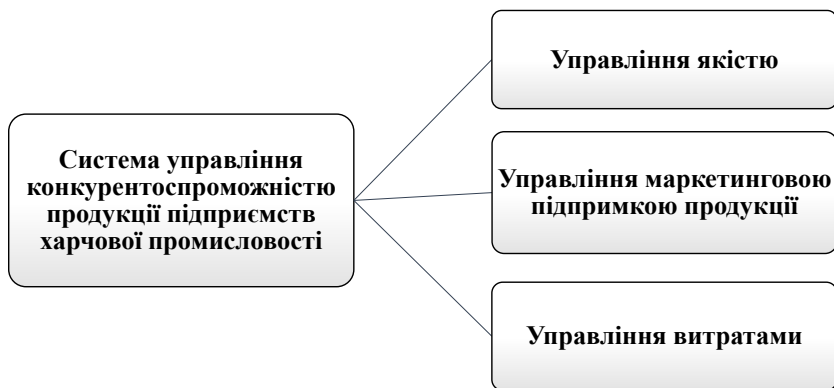 Система управління
конкурентоспроможністю
продукції підприємств
харчової промисловості
Управління якістю
Управління маркетинговою
підпримкою продукції
Управління витратами